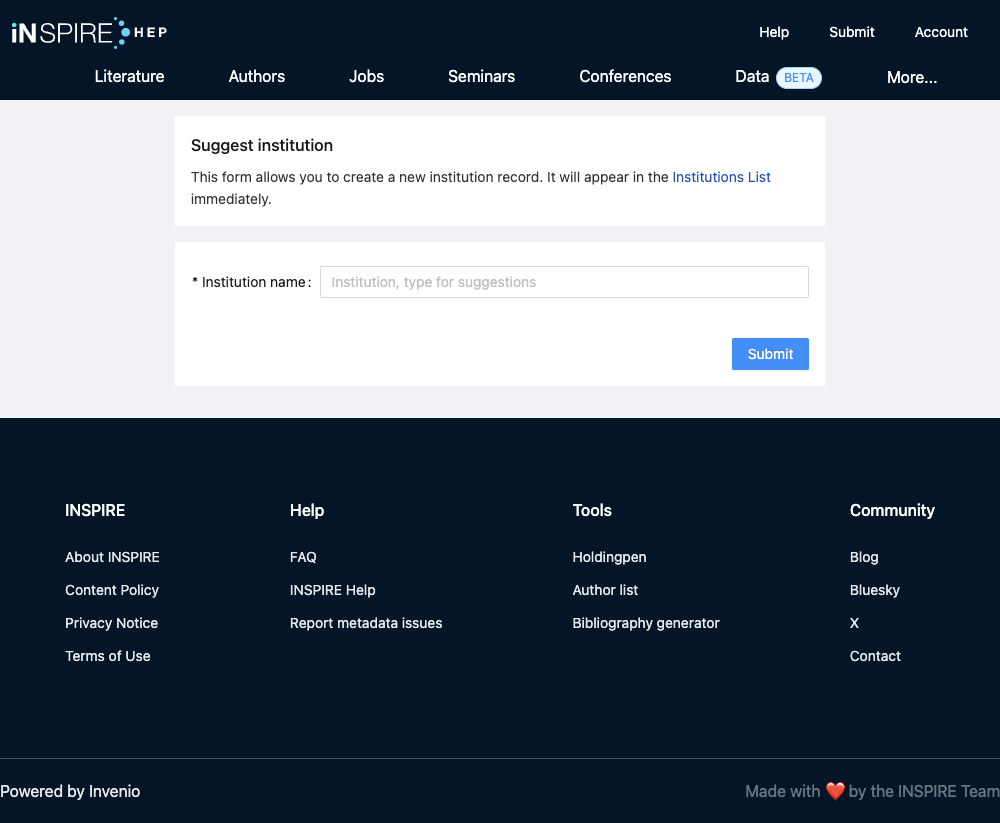 iNSPIRE HEP
Help Submit Account
Literature Authors Jobs Seminars Conferences Data BETA More...
Suggest institution
This form allows you to create a new institution record. It will appear in the Institutions List
immediately.
* Institution name: Institution, type for suggestions
Submit
INSPIRE Help Tools Community
About INSPIRE FAQ Holdingpen Blog
Content Policy INSPIRE Help Author list Bluesky
Privacy Notice Report metadata issues Bibliography generator X
Terms of Use Contact
Powered by Invenio Made with ❤️ by the INSPIRE Team